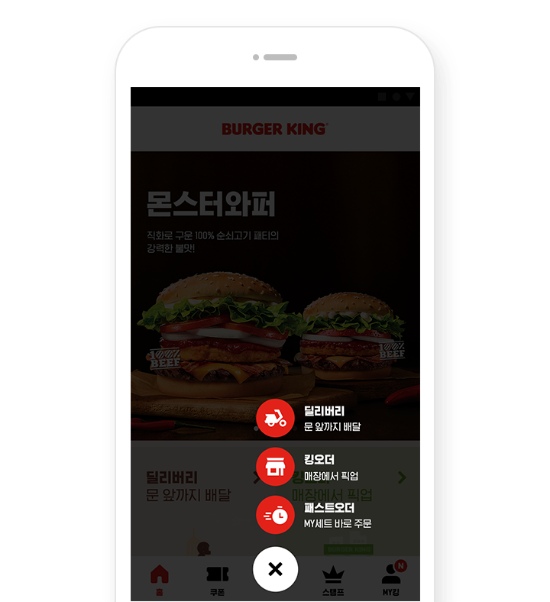 BURGER KING
몬스터와퍼
직화로 구운 100% 순쇠고기 패티의
강력한 불맛!
100%
BEEF
100%
BEEF
딜리버리
문 앞까지 배달
킹오더
매장에서 픽업
패스트오더
MY세트 바로 주문
딜리버리
문 앞까지 배달
매장에서 픽업
홈
쿠폰
스탬프
N
MY킹